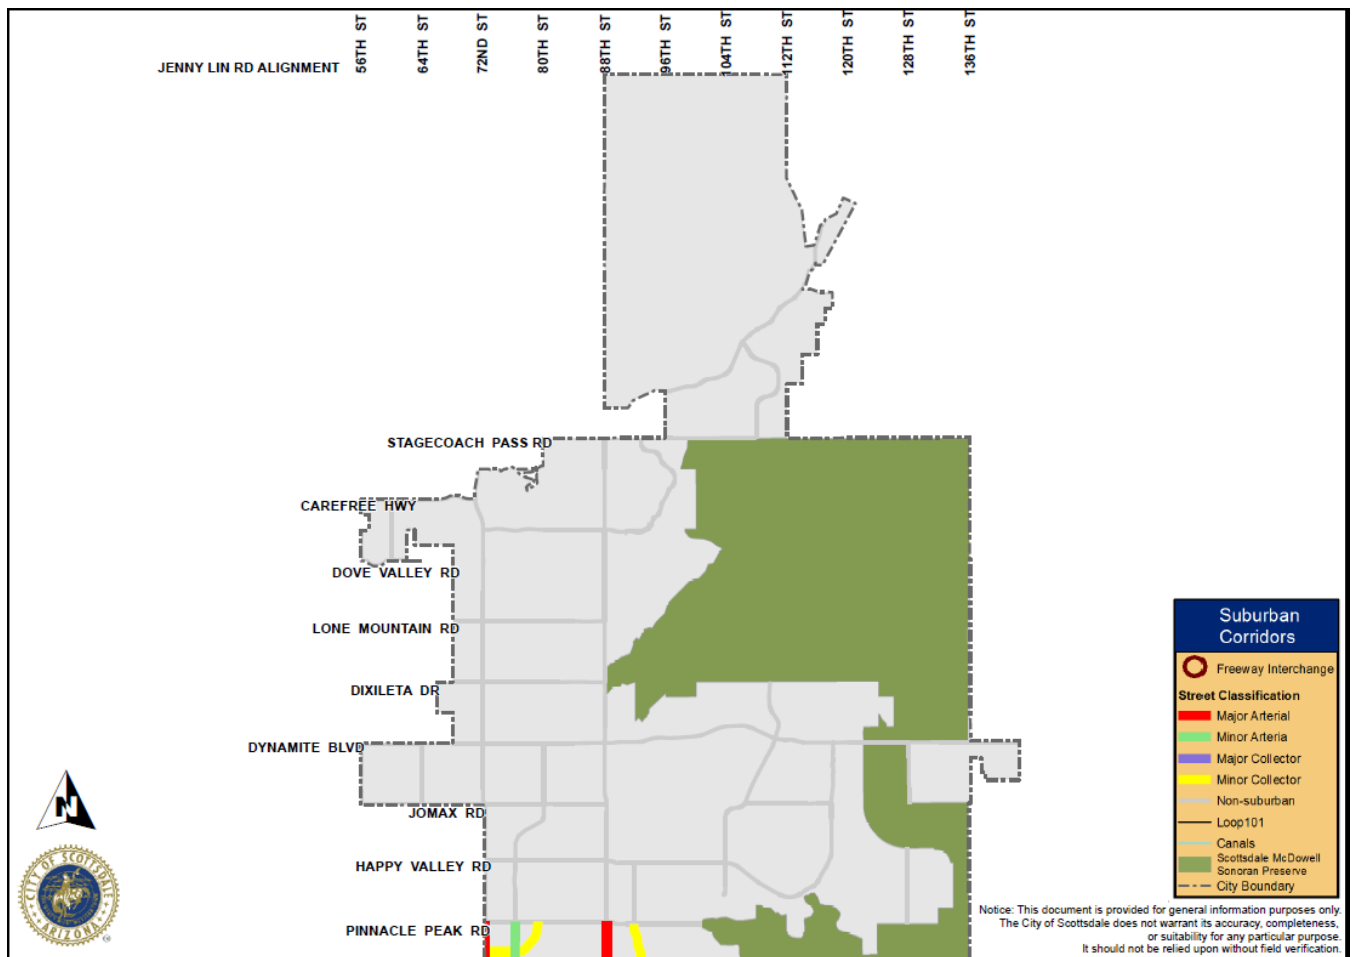 56TH ST
64TH ST
72ND ST
80TH ST
88TH ST
96TH ST
104TH ST
112TH ST
120TH ST
128TH ST
136TH ST
JENNY LIN RD ALIGNMENT
STAGECOACH PASS RD
CAREFREE HWY
DOVE VALLEY RD
LONE MOUNTAIN RD
DIXILETA DR
DYNAMITE BLVD
JOMAX RD
HAPPY VALLEY RD
PINNACLE PEAK RD
N
CITY OF SCOTTSDALE
ARIZONA
Suburban
Corridors
Freeway Interchange
Street Classification
Major Arterial
Minor Arteria
Major Collector
Minor Collector
Non-suburban
Loop101
Canals
Scottsdale McDowell
Sonoran Preserve
City Boundary
Notice: This document is provided for general information purposes only.
The City of Scottsdale does not warrant its accuracy, completeness,
or suitability for any particular purpose.
It should not be relied upon without field verification.